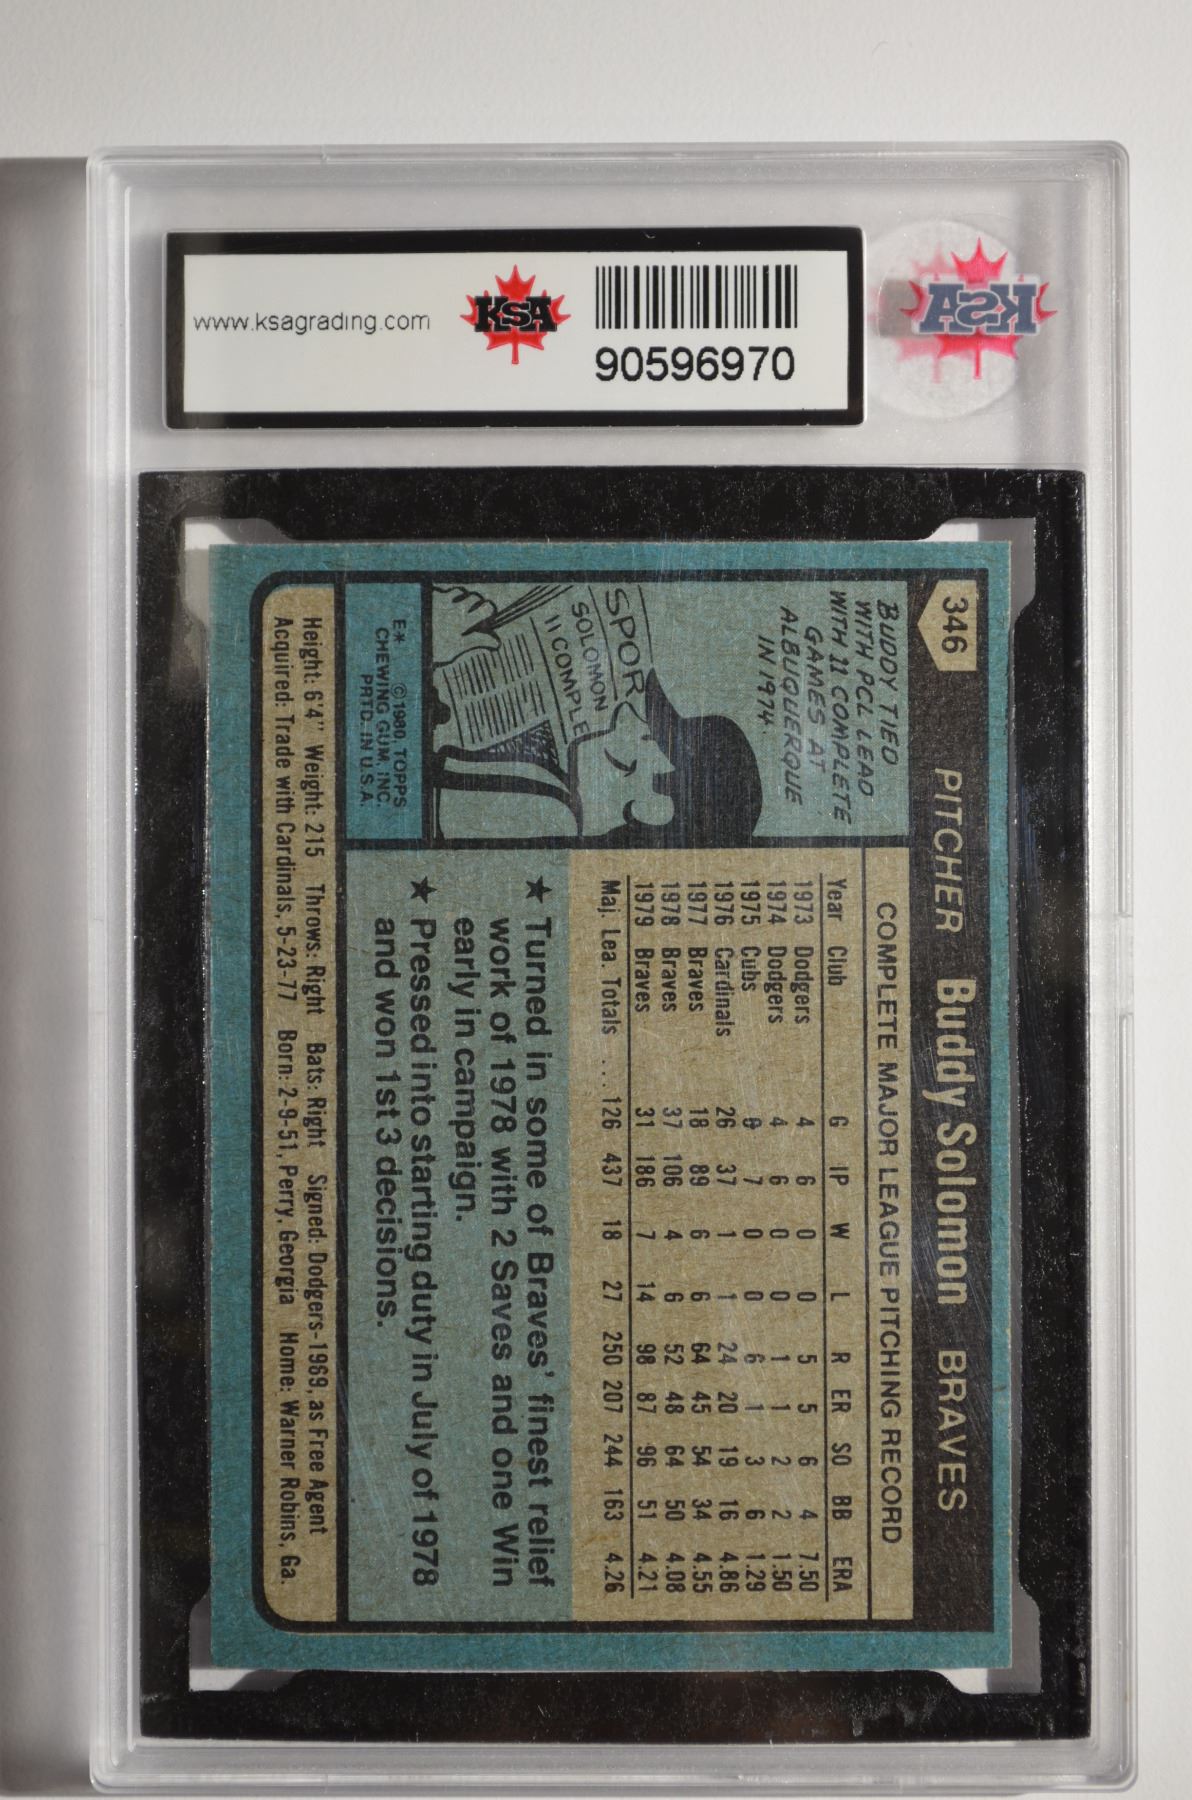 www.ksagrading.com
KSA
90596970
KSA
346
PITCHER Buddy Solomon BRAVES
BUDDY TIED
WITH PCL LEAD
WITH 11 COMPLETE
GAMES AT
ALBUQUERQUE
IN 1974.
SPOR
SOLOMON
11 COMPLE
E* ©1980 TOPPS
CHEWING GUM, INC.
PRTD. IN U.S.A.
COMPLETE MAJOR LEAGUE PITCHING RECORD
Year Club G IP W L R ER SO BB ERA
1973 Dodgers 4 6 0 0 5 5 6 4 7.50
1974 Dodgers 4 6 0 0 1 1 2 2 1.50
1975 Cubs 6 7 0 0 6 1 3 6 1.29
1976 Cardinals 26 37 1 1 24 20 19 16 4.86
1977 Braves 18 89 6 6 64 45 54 34 4.55
1978 Braves 37 106 4 6 52 48 64 50 4.08
1979 Braves 31 186 7 14 98 87 96 51 4.21
Maj. Lea. Totals .... 126 437 18 27 250 207 244 163 4.26
★ Turned in some of Braves' finest relief
work of 1978 with 2 Saves and one Win
early in campaign.
★ Pressed into starting duty in July of 1978
and won 1st 3 decisions.
Height: 6'4" Weight: 215 Throws: Right Bats: Right Signed: Dodgers-1969, as Free Agent
Acquired: Trade with Cardinals, 5-23-77 Born: 2-9-51, Perry, Georgia Home: Warner Robins, Ga.